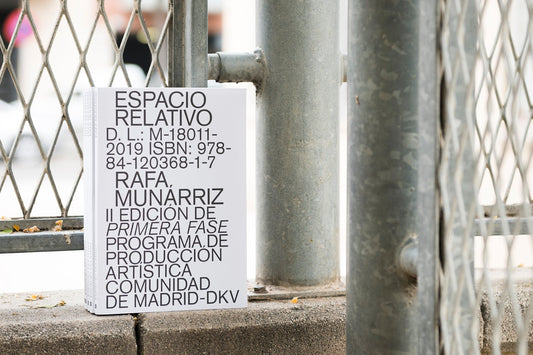 ESPACIO
RELATIVO
D. L.: M-18011-
2019 ISBN: 978-
84-120368-1-7
RAFA
MUNÁRRIZ
II EDICIÓN DE
PRIMERA FASE
PROGRAMA DE
PRODUCCIÓN
ARTÍSTICA
COMUNIDAD
DE MADRID-DKV